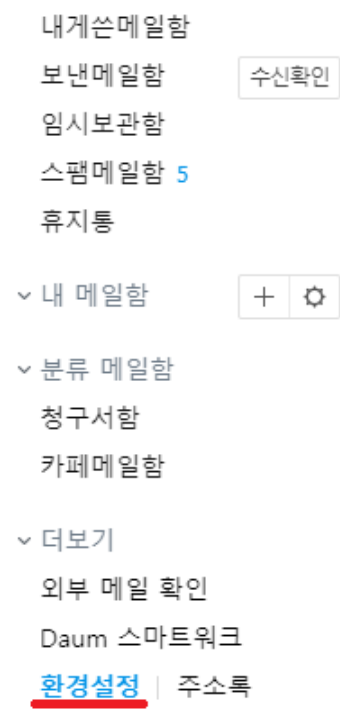 내게쓴메일함
보낸메일함 수신확인
임시보관함
스팸메일함 5
휴지통
내 메일함
분류 메일함
청구서함
카페메일함
더보기
외부 메일 확인
Daum 스마트워크
환경설정 | 주소록